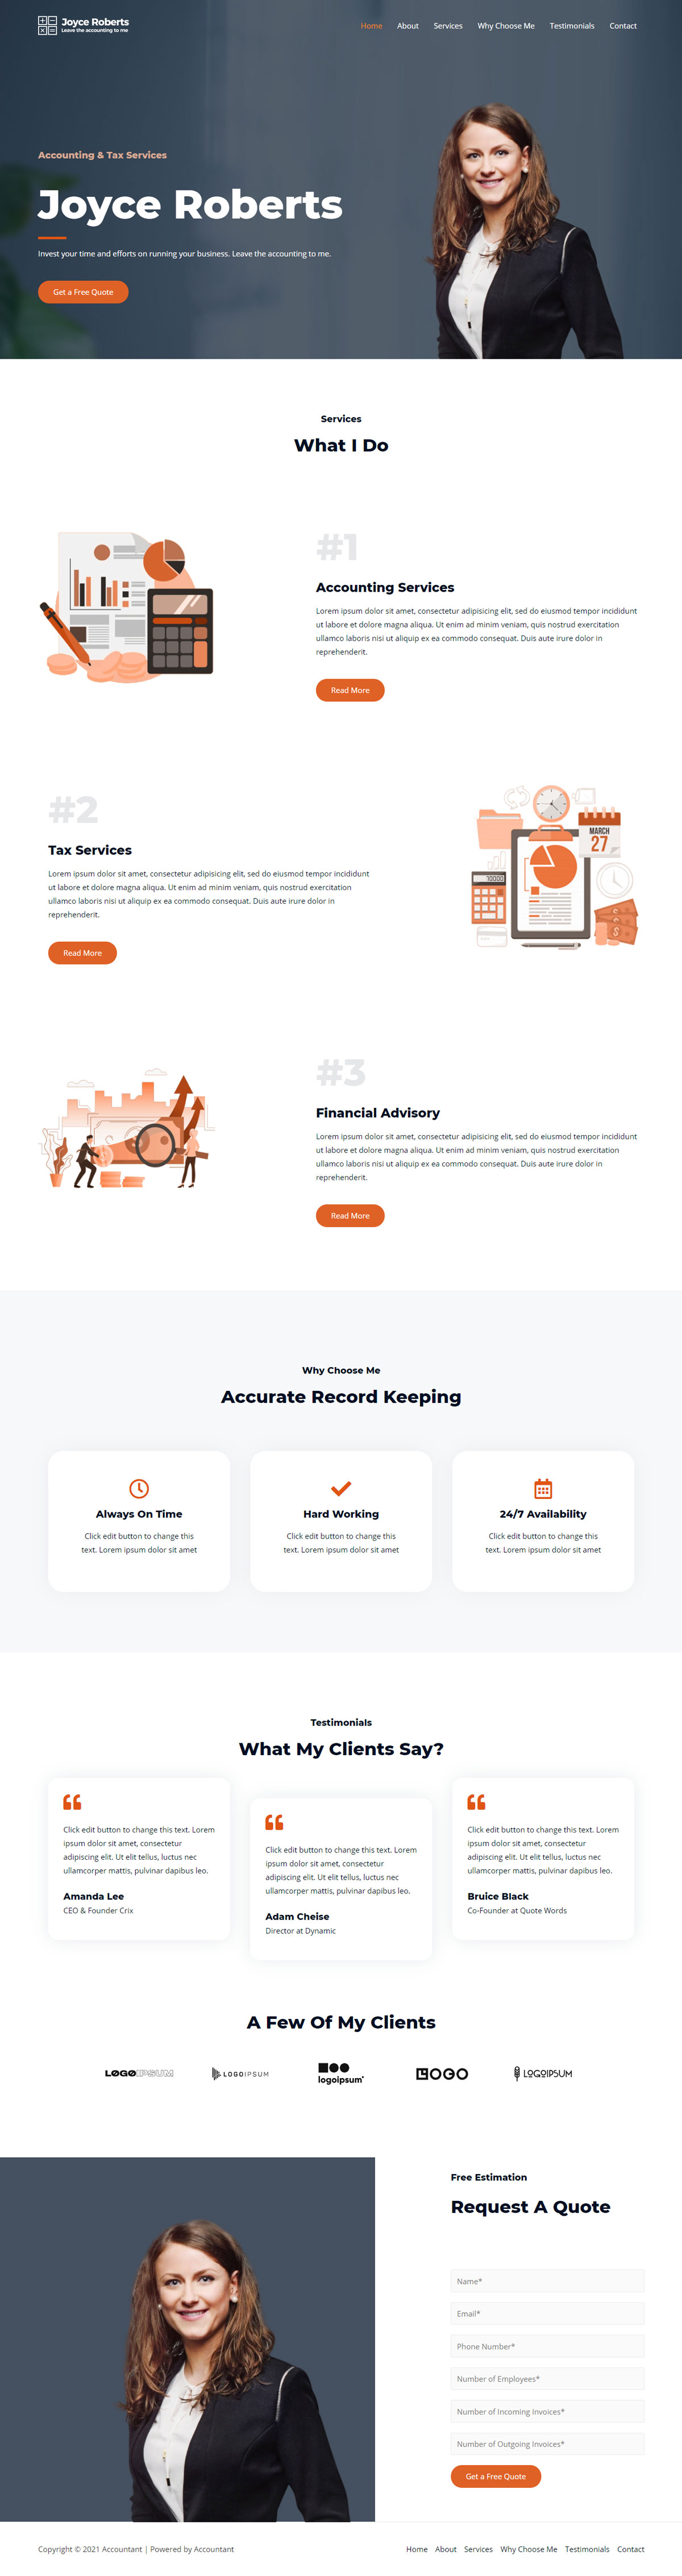 Joyce Roberts
Leave the accounting to me
Home About Services Why Choose Me Testimonials Contact
Accounting & Tax Services
Joyce Roberts
Invest your time and efforts on running your business. Leave the accounting to me.
Get a Free Quote
Services
What I Do
#1
Accounting Services
Lorem ipsum dolor sit amet, consectetur adipisicing elit, sed do eiusmod tempor incididunt
ut labore et dolore magna aliqua. Ut enim ad minim veniam, quis nostrud exercitation
ullamco laboris nisi ut aliquip ex ea commodo consequat. Duis aute irure dolor in
reprehenderit.
Read More
#2
Tax Services
Lorem ipsum dolor sit amet, consectetur adipisicing elit, sed do eiusmod tempor incididunt
ut labore et dolore magna aliqua. Ut enim ad minim veniam, quis nostrud exercitation
ullamco laboris nisi ut aliquip ex ea commodo consequat. Duis aute irure dolor in
reprehenderit.
Read More
MARCH
27
70000
#3
Financial Advisory
Lorem ipsum dolor sit amet, consectetur adipisicing elit, sed do eiusmod tempor incididunt
ut labore et dolore magna aliqua. Ut enim ad minim veniam, quis nostrud exercitation
ullamco laboris nisi ut aliquip ex ea commodo consequat. Duis aute irure dolor in
reprehenderit.
Read More
Why Choose Me
Accurate Record Keeping
Always On Time
Click edit button to change this
text. Lorem ipsum dolor sit amet
Hard Working
Click edit button to change this
text. Lorem ipsum dolor sit amet
24/7 Availability
Click edit button to change this
text. Lorem ipsum dolor sit amet
Testimonials
What My Clients Say?
Click edit button to change this text. Lorem
ipsum dolor sit amet, consectetur
adipiscing elit. Ut elit tellus, luctus nec
ullamcorper mattis, pulvinar dapibus leo.
Amanda Lee
CEO & Founder Crix
Click edit button to change this text. Lorem
ipsum dolor sit amet, consectetur
adipiscing elit. Ut elit tellus, luctus nec
ullamcorper mattis, pulvinar dapibus leo.
Adam Cheise
Director at Dynamic
Click edit button to change this text. Lorem
ipsum dolor sit amet, consectetur
adipiscing elit. Ut elit tellus, luctus nec
ullamcorper mattis, pulvinar dapibus leo.
Bruice Black
Co-Founder at Quote Words
A Few Of My Clients
LOGOIPSUM
LOGOIPSUM
logoipsum
LOGO
LOGOIPSUM
Free Estimation
Request A Quote
Name*
Email*
Phone Number*
Number of Employees*
Number of Incoming Invoices*
Number of Outgoing Invoices*
Get a Free Quote
Copyright © 2021 Accountant | Powered by Accountant
Home About Services Why Choose Me Testimonials Contact